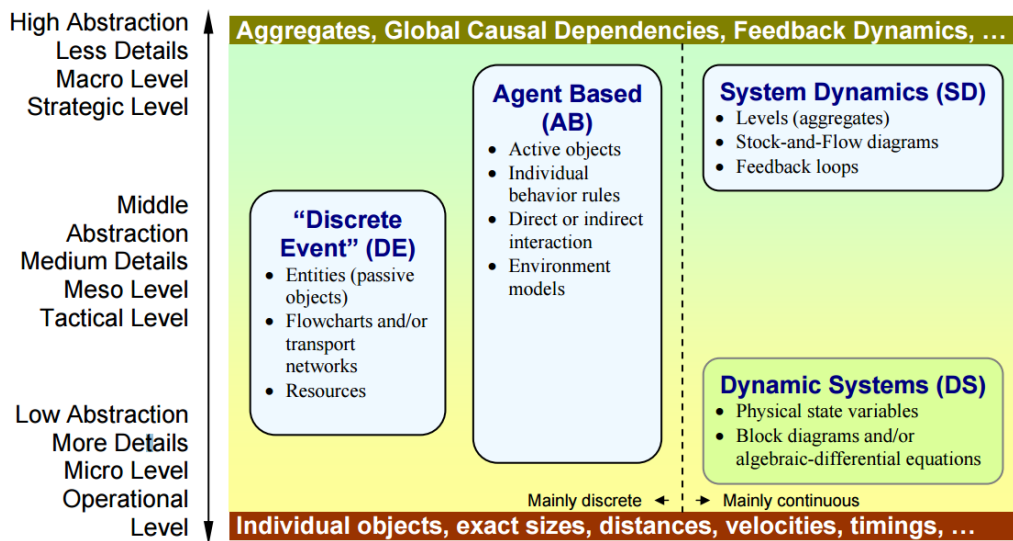 High Abstraction
Less Details
Macro Level
Strategic Level
Middle
Abstraction
Medium Details
Meso Level
Tactical Level
Low Abstraction
More Details
Micro Level
Operational
Level
Aggregates, Global Causal Dependencies, Feedback Dynamics, …
“Discrete
Event” (DE)
• Entities (passive
objects)
• Flowcharts and/or
transport
networks
• Resources
Agent Based
(AB)
• Active objects
• Individual
behavior rules
• Direct or indirect
interaction
• Environment
models
System Dynamics (SD)
• Levels (aggregates)
• Stock-and-Flow diagrams
• Feedback loops
Dynamic Systems (DS)
• Physical state variables
• Block diagrams and/or
algebraic-differential equations
Mainly discrete
Mainly continuous
Individual objects, exact sizes, distances, velocities, timings, …